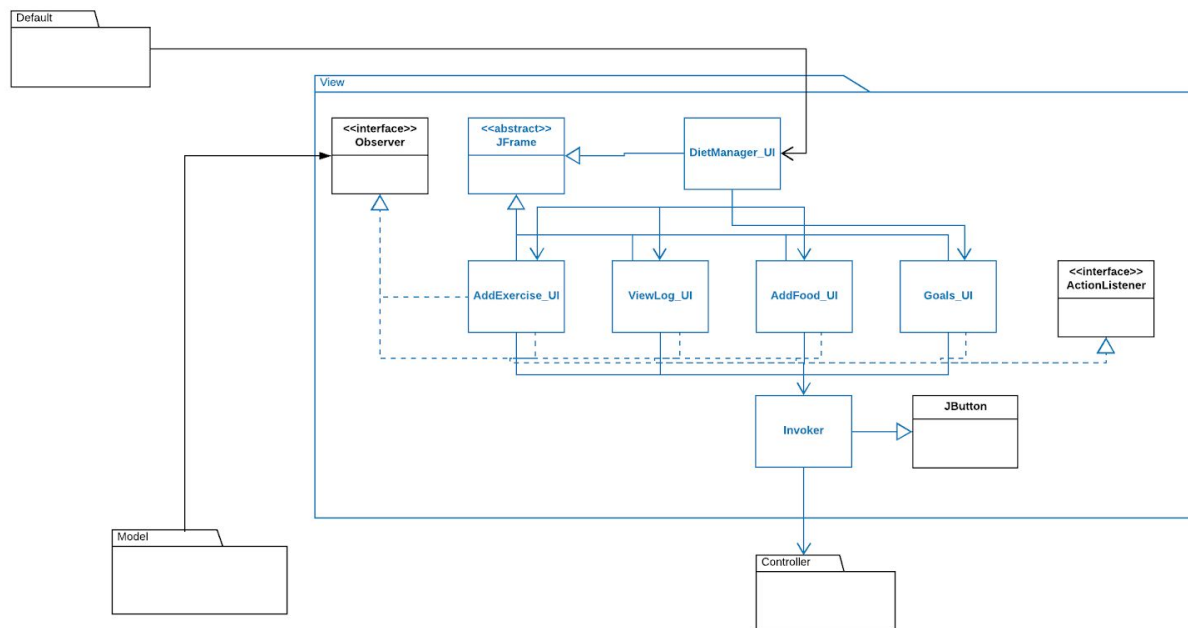 Default
View
<<interface>>
Observer
<<abstract>>
JFrame
DietManager_UI
AddExercise_UI
ViewLog_UI
AddFood_UI
Goals_UI
<<interface>>
ActionListener
Invoker
JButton
Model
Controller